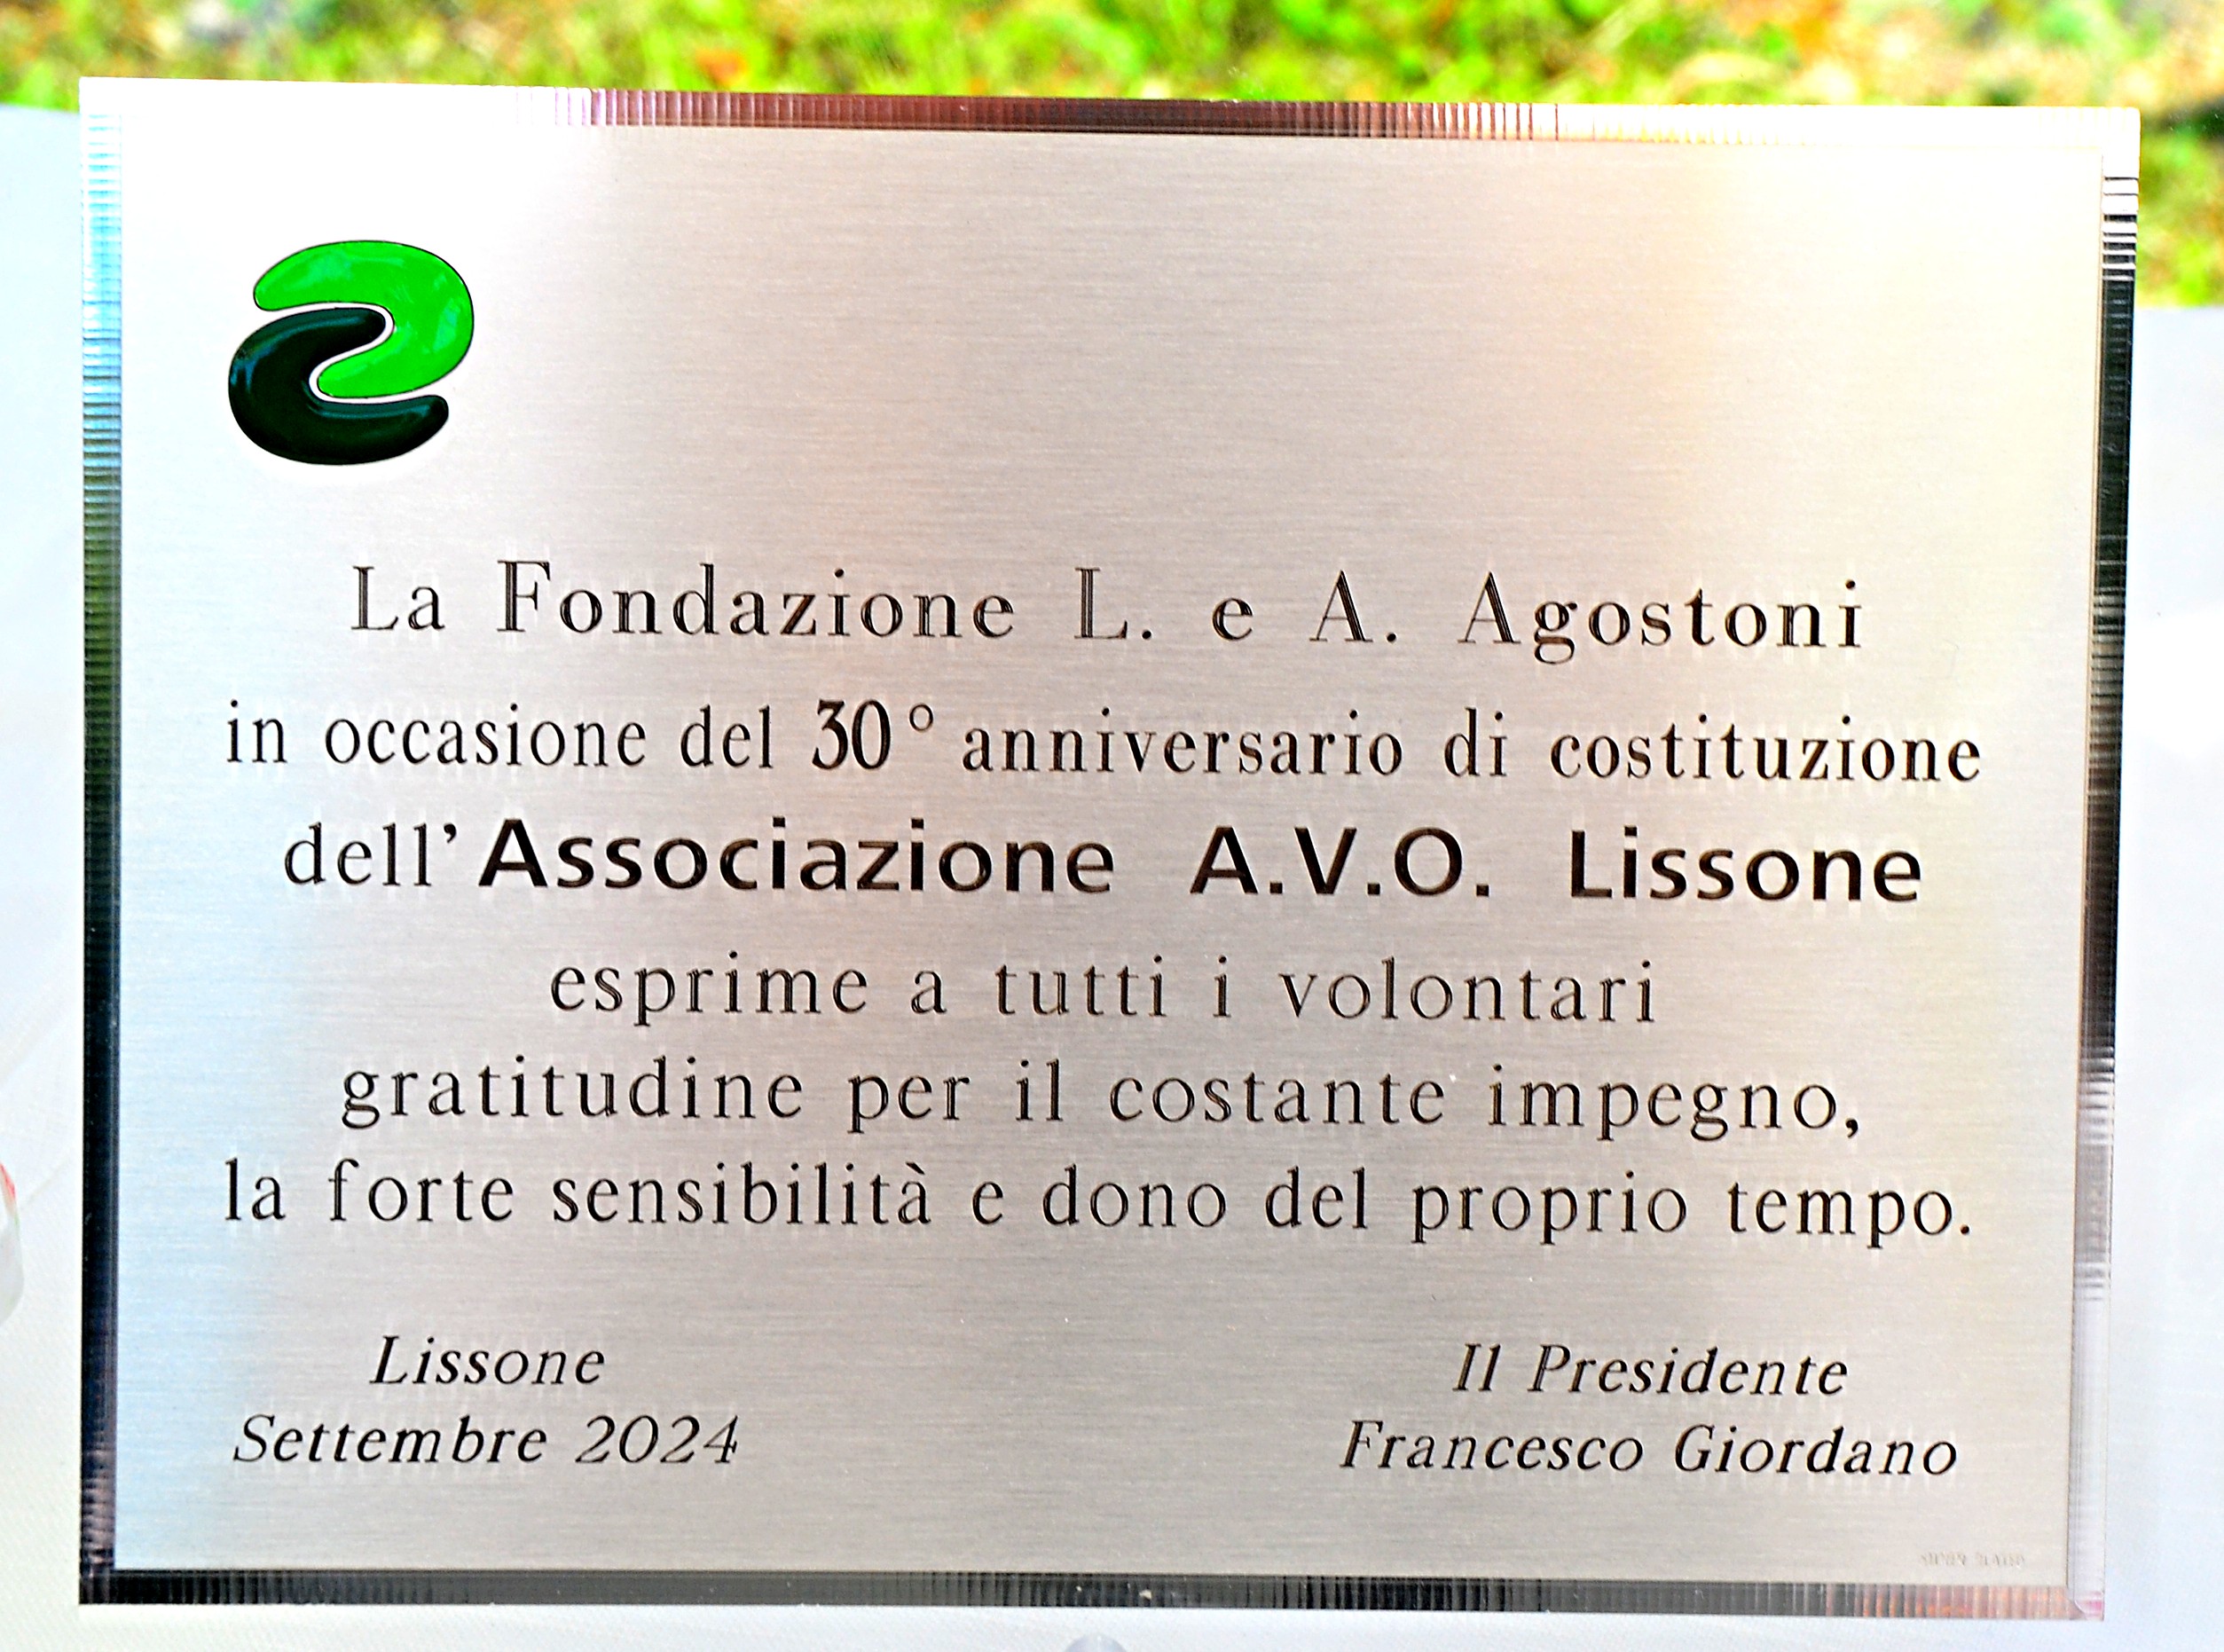 La Fondazione L. e A. Agostoni
in occasione del 30° anniversario di costituzione
dell'Associazione A.V.O. Lissone
esprime a tutti i volontari
gratitudine per il costante impegno,
la forte sensibilità e dono del proprio tempo.
Lissone
Settembre 2024
Il Presidente
Francesco Giordano